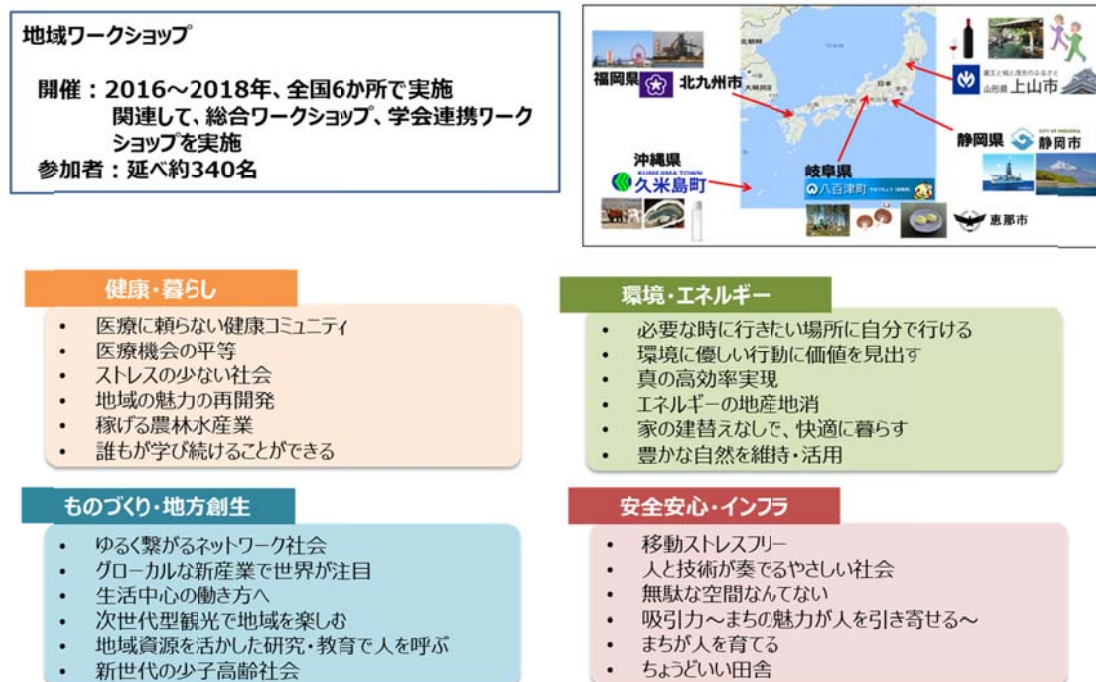 地域ワークショップ
開催：2016～2018年、全国6か所で実施
関連して、総合ワークショップ、学会連携ワーク
ショップを実施
参加者：延べ約340名
福岡県
北九州市
日本
蔵王と城と茂吉のふるさと
山形県 上山市
静岡県
CITY OF SHIZUOKA
静岡市
沖縄県
KUMEJIMA TOWN
久米島町
岐阜県
八百津町
恵那市
健康・暮らし
• 医療に頼らない健康コミュニティ
• 医療機会の平等
• ストレスの少ない社会
• 地域の魅力の再開発
• 稼げる農林水産業
• 誰もが学び続けることができる
環境・エネルギー
• 必要な時に行きたい場所に自分で行ける
• 環境に優しい行動に価値を見出す
• 真の高効率実現
• エネルギーの地産地消
• 家の建替えなしで、快適に暮らす
• 豊かな自然を維持・活用
ものづくり・地方創生
• ゆるく繋がるネットワーク社会
• グローカルな新産業で世界が注目
• 生活中心の働き方へ
• 次世代型観光で地域を楽しむ
• 地域資源を活かした研究・教育で人を呼ぶ
• 新世代の少子高齢社会
安全安心・インフラ
• 移動ストレスフリー
• 人と技術が奏でるやさしい社会
• 無駄な空間なんてない
• 吸引力～まちの魅力が人を引き寄せる～
• まちが人を育てる
• ちょうどいい田舎